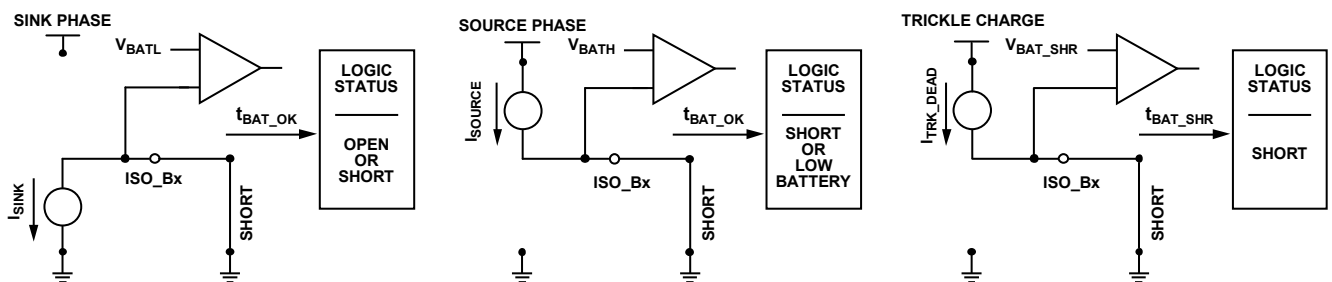 SINK PHASE
V_BATL
LOGIC
STATUS
t_BAT_OK
OPEN
OR
SHORT
ISO_Bx
I_SINK
SHORT
SOURCE PHASE
V_BATH
LOGIC
STATUS
I_SOURCE
t_BAT_OK
SHORT
OR
LOW
BATTERY
ISO_Bx
SHORT
TRICKLE CHARGE
V_BAT_SHR
LOGIC
STATUS
I_TRK_DEAD
t_BAT_SHR
SHORT
ISO_Bx
SHORT